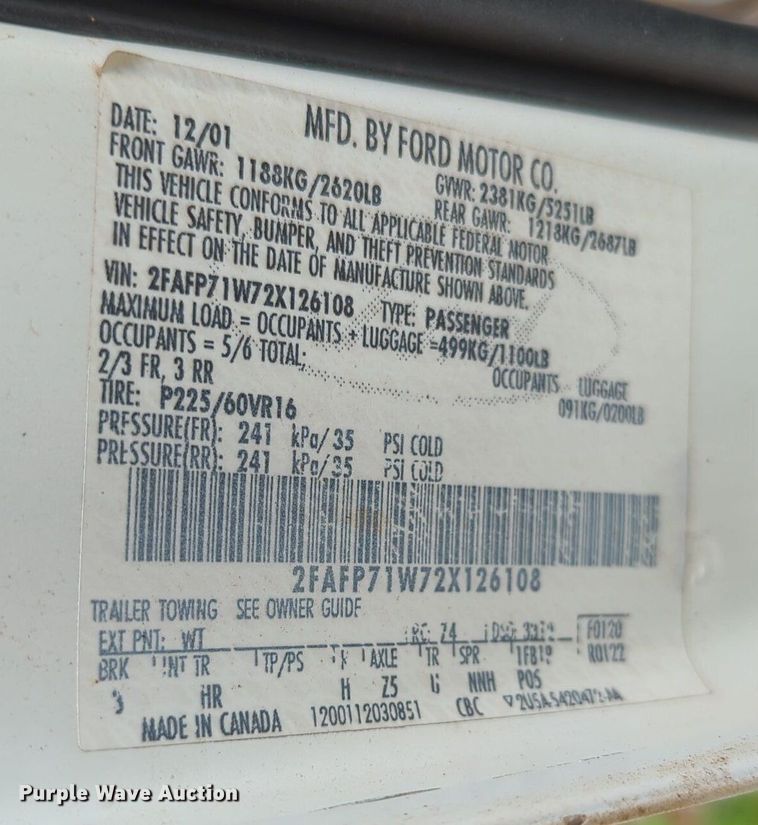 MFD. BY FORD MOTOR CO.
DATE: 12/01 GVWR: 2381KG/5251LB
FRONT GAWR: 1188KG/2620LB REAR GAWR: 1218KG/2687LB
THIS VEHICLE CONFORMS TO ALL APPLICABLE FEDERAL MOTOR
VEHICLE SAFETY, BUMPER, AND THEFT PREVENTION STANDARDS
IN EFFECT ON THE DATE OF MANUFACTURE SHOWN ABOVE.
VIN: 2FAFP71W72X126108 TYPE: PASSENGER
MAXIMUM LOAD = OCCUPANTS + LUGGAGE =499KG/1100LB
OCCUPANTS = 5/6 TOTAL; OCCUPANTS LUGGAGE
2/3 FR, 3 RR 091KG/0200LB
TIRE: P225/60VR16
PRESSURE(FR): 241 kPa/35 PSI COLD
PRESSURE(RR): 241 kPa/35 PSI COLD
2FAFP71W72X126108
TRAILER TOWING SEE OWNER GUIDE
EXT PNT: WT RC: 74 DSO: F0120
R0122
BRK INT TR TP/PS AXLE TR SPR
HR H Z5 NNH POS
MADE IN CANADA 1200112030851 CBC
Purple Wave Auction